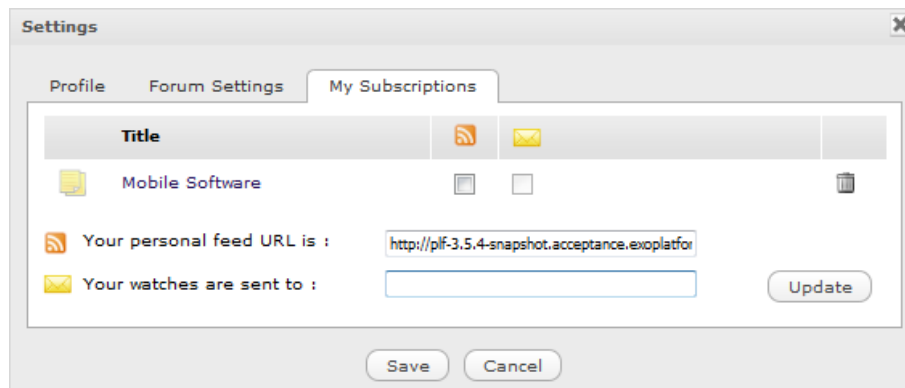 Settings
Profile Forum Settings My Subscriptions
Title
Mobile Software
Your personal feed URL is : http://plf-3.5.4-snapshot.acceptance.exoplatfor
Your watches are sent to : Update
Save Cancel